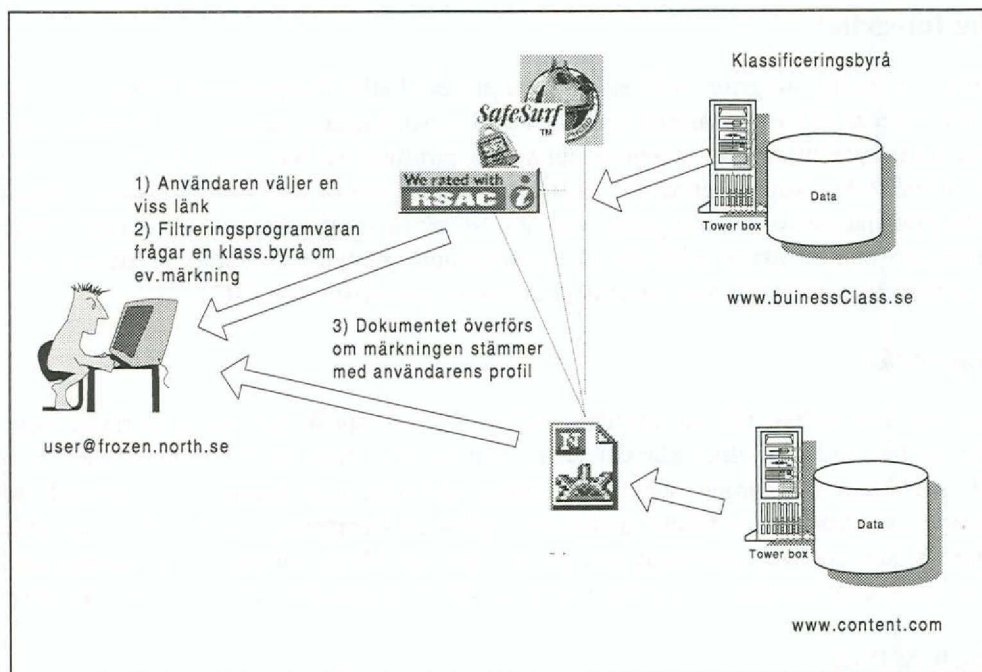 Klassificeringsbyrå
SafeSurf
TM
We rated with
RSAC i
Data
Tower box
www.buinessClass.se
1) Användaren väljer en
viss länk
2) Filtreringsprogramvaran
frågar en klass.byrå om
ev.märkning
3) Dokumentet överförs
om märkningen stämmer
med användarens profil
user@frozen.north.se
N
Data
Tower box
www.content.com